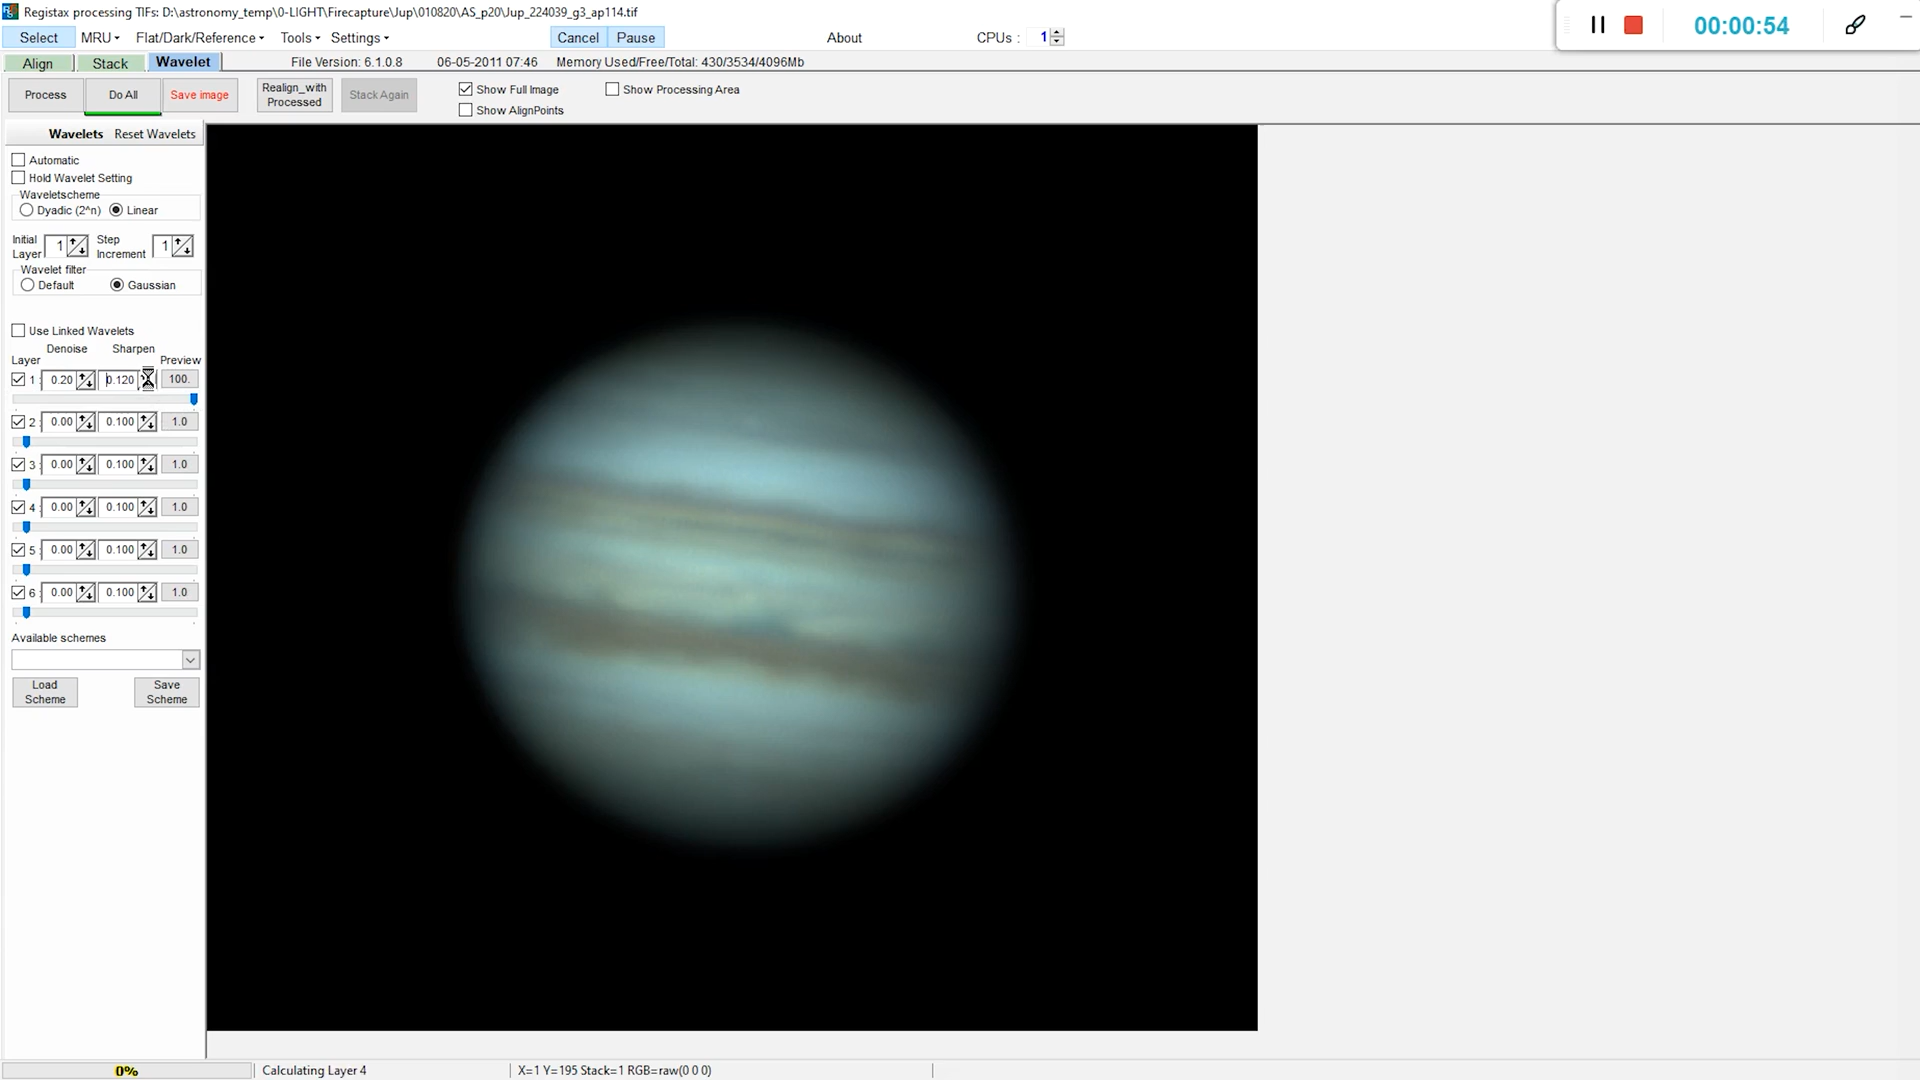 Registax processing TIFs: D:\astronomy_temp\0-LIGHT\Firecapture\Jup\010820\AS_p20\Jup_224039_g3_ap114.tif
Select MRU Flat/Dark/Reference Tools Settings Cancel Pause About CPUs : 1
00:00:54
Align Stack Wavelet File Version: 6.1.0.8 06-05-2011 07:46 Memory Used/Free/Total: 430/3534/4096Mb
Process Do All Save image Realign_with Processed Stack Again
Show Full Image Show Processing Area
Show AlignPoints
Wavelets Reset Wavelets
Automatic
Hold Wavelet Setting
Waveletscheme
Dyadic (2^n) Linear
Initial Layer 1 Step Increment 1
Wavelet filter
Default Gaussian
Use Linked Wavelets
Denoise Sharpen
Layer Preview
1 : 0.20 0.120 100.
2 : 0.00 0.100 1.0
3 : 0.00 0.100 1.0
4 : 0.00 0.100 1.0
5 : 0.00 0.100 1.0
6 : 0.00 0.100 1.0
Available schemes
Load Scheme Save Scheme
0% Calculating Layer 4 X=1 Y=195 Stack=1 RGB=raw(0 0 0)